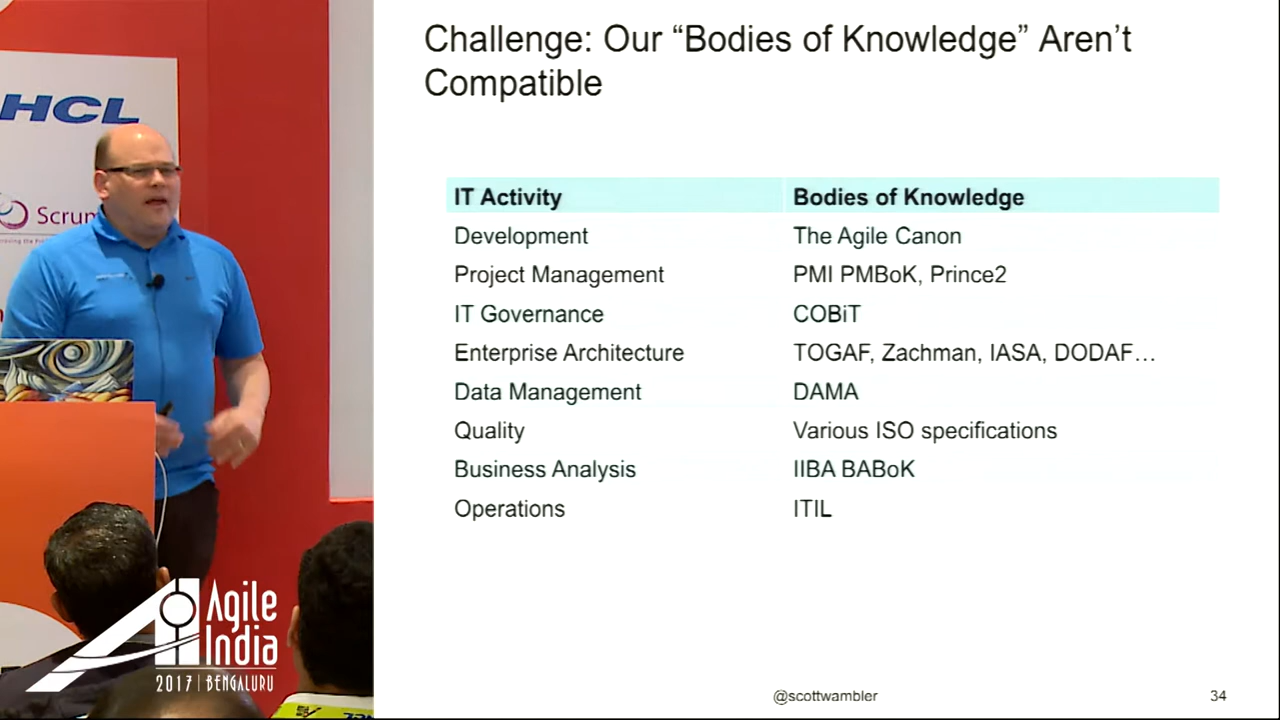 HCL
Scrum
Challenge: Our “Bodies of Knowledge” Aren’t
Compatible
IT Activity Bodies of Knowledge
Development The Agile Canon
Project Management PMI PMBoK, Prince2
IT Governance COBiT
Enterprise Architecture TOGAF, Zachman, IASA, DODAF…
Data Management DAMA
Quality Various ISO specifications
Business Analysis IIBA BABoK
Operations ITIL
Agile
India
2017 | BENGALURU
HCL
@scottwambler
34